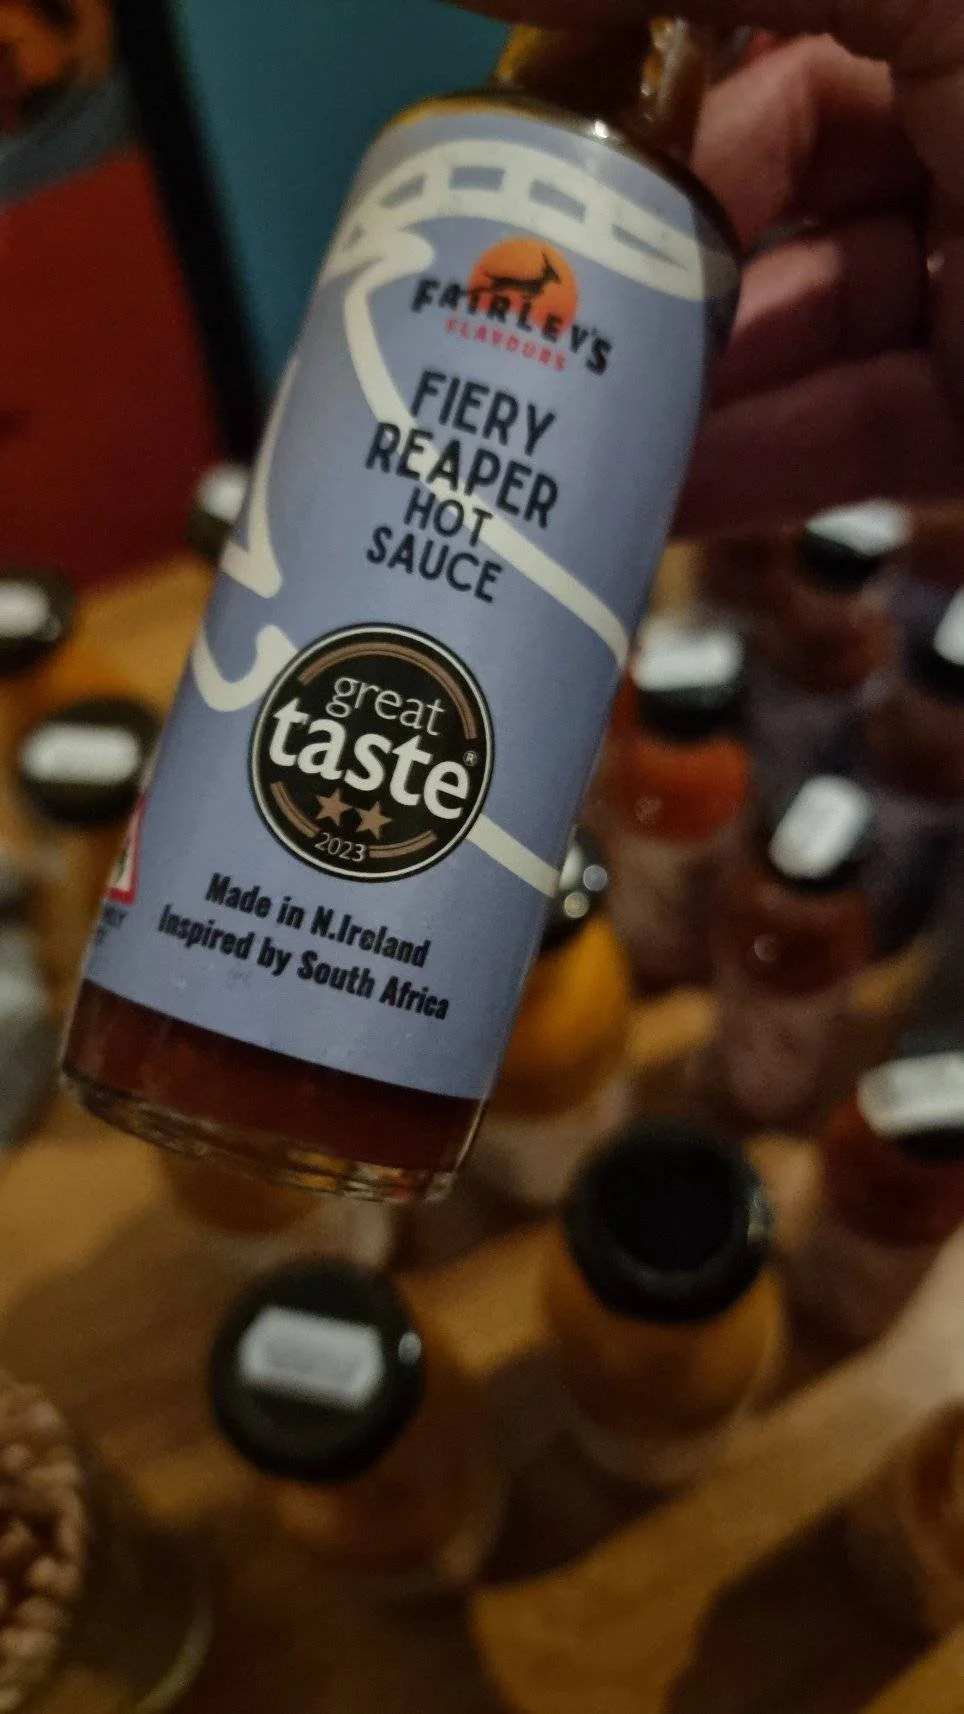 FAIRLEY'S
FLAVOURS
FIERY
REAPER
HOT
SAUCE
great
taste®
2023
Made in N.Ireland
Inspired by South Africa